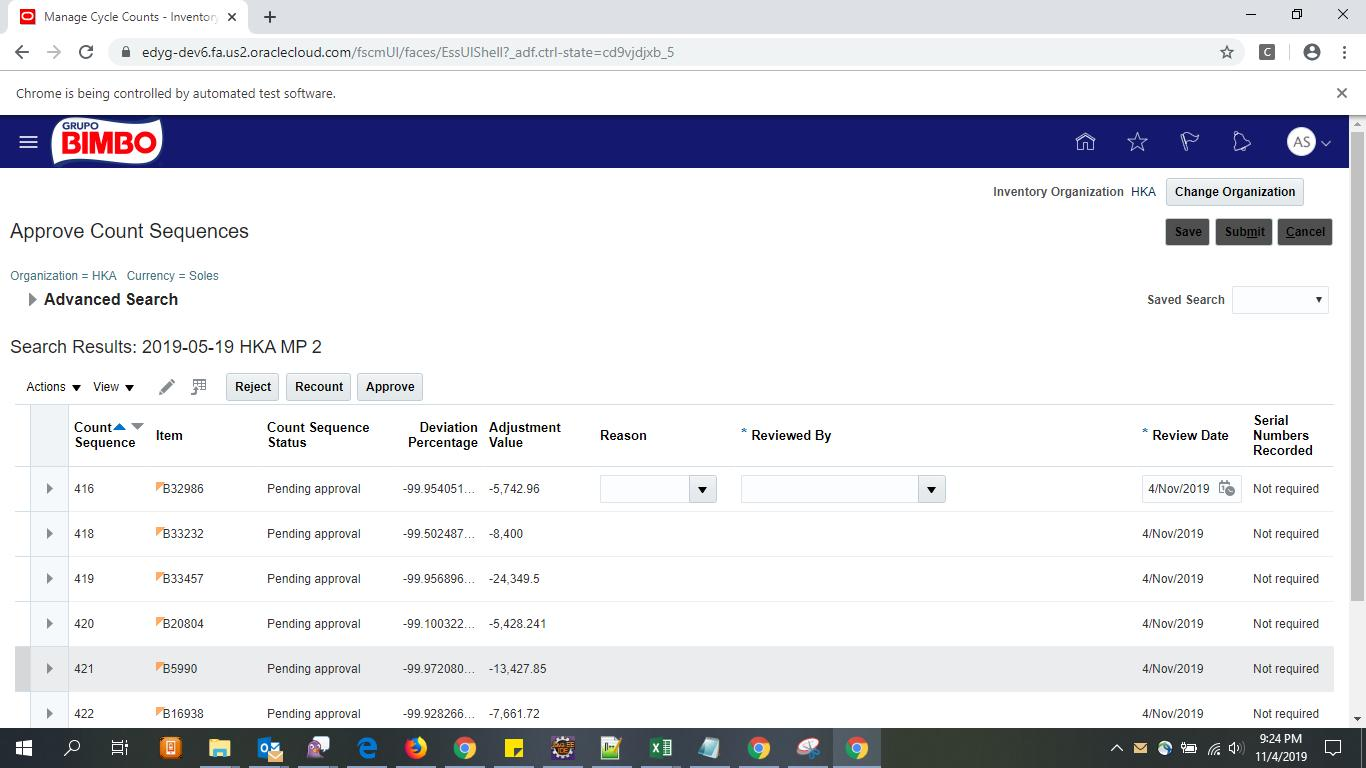 Manage Cycle Counts - Inventory
edyg-dev6.fa.us2.oraclecloud.com/fscmUI/faces/EssUIShell?_adf.ctrl-state=cd9vjdjxb_5
C
Chrome is being controlled by automated test software.
GRUPO
BIMBO
AS
Inventory Organization HKA Change Organization
Approve Count Sequences Save Submit Cancel
Organization = HKA Currency = Soles
Advanced Search Saved Search
Search Results: 2019-05-19 HKA MP 2
Actions View Reject Recount Approve
Count Sequence Item Count Sequence Status Deviation Percentage Adjustment Value Reason * Reviewed By * Review Date Serial Numbers Recorded
416 B32986 Pending approval -99.954051... -5,742.96 4/Nov/2019 Not required
418 B33232 Pending approval -99.502487... -8,400 4/Nov/2019 Not required
419 B33457 Pending approval -99.956896... -24,349.5 4/Nov/2019 Not required
420 B20804 Pending approval -99.100322... -5,428.241 4/Nov/2019 Not required
421 B5990 Pending approval -99.972080... -13,427.85 4/Nov/2019 Not required
422 B16938 Pending approval -99.928266... -7,661.72 4/Nov/2019 Not required
9:24 PM
11/4/2019